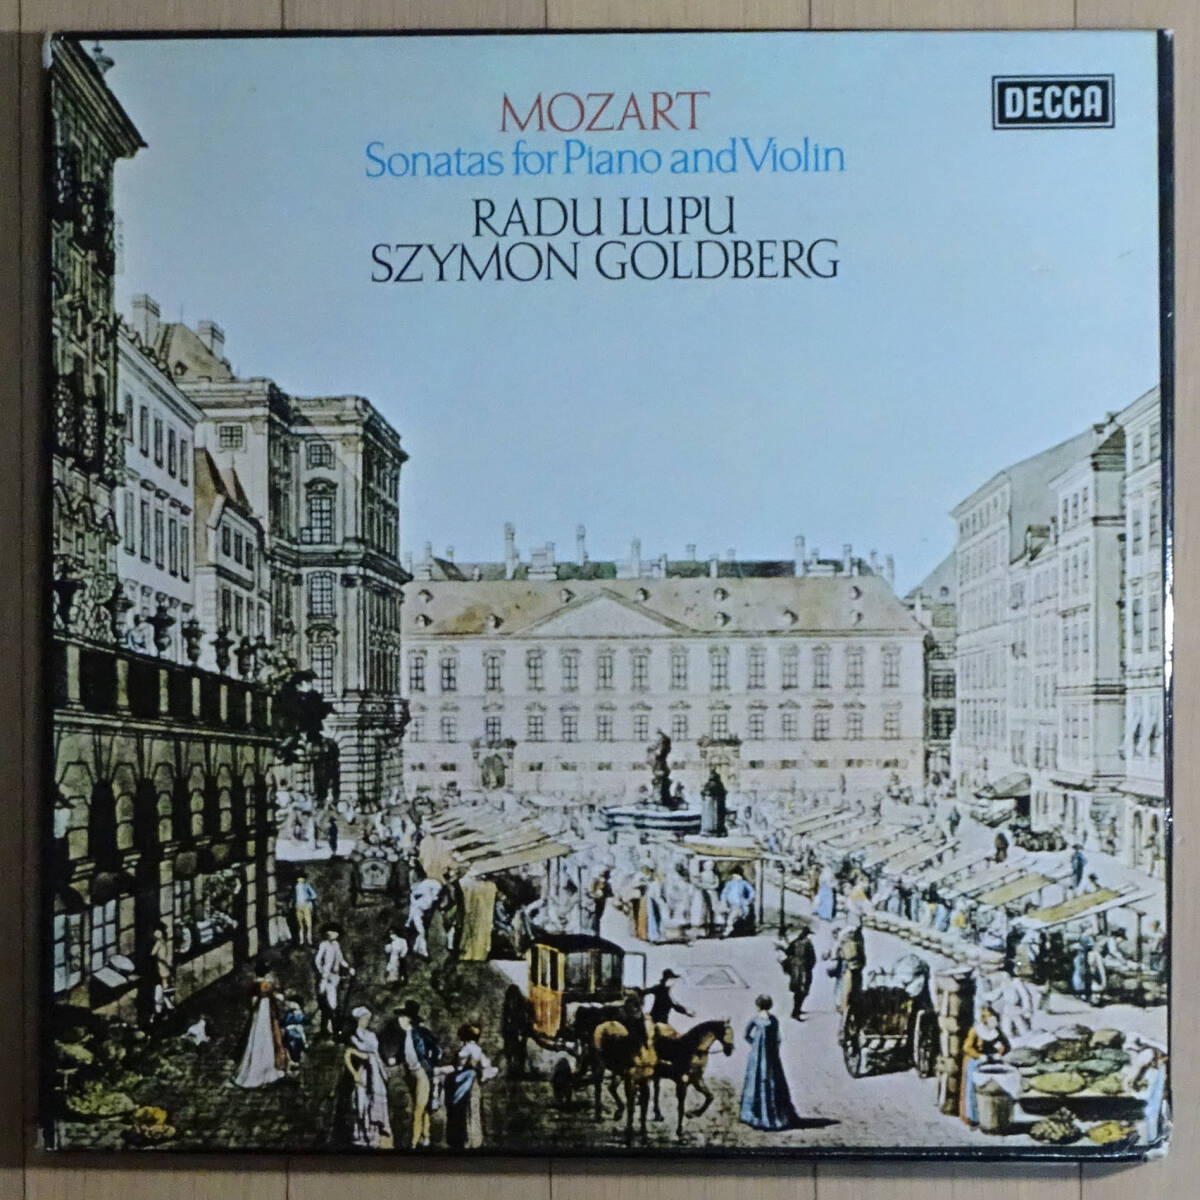 MOZART
DECCA
Sonatas for Piano and Violin
RADU LUPU
SZYMON GOLDBERG